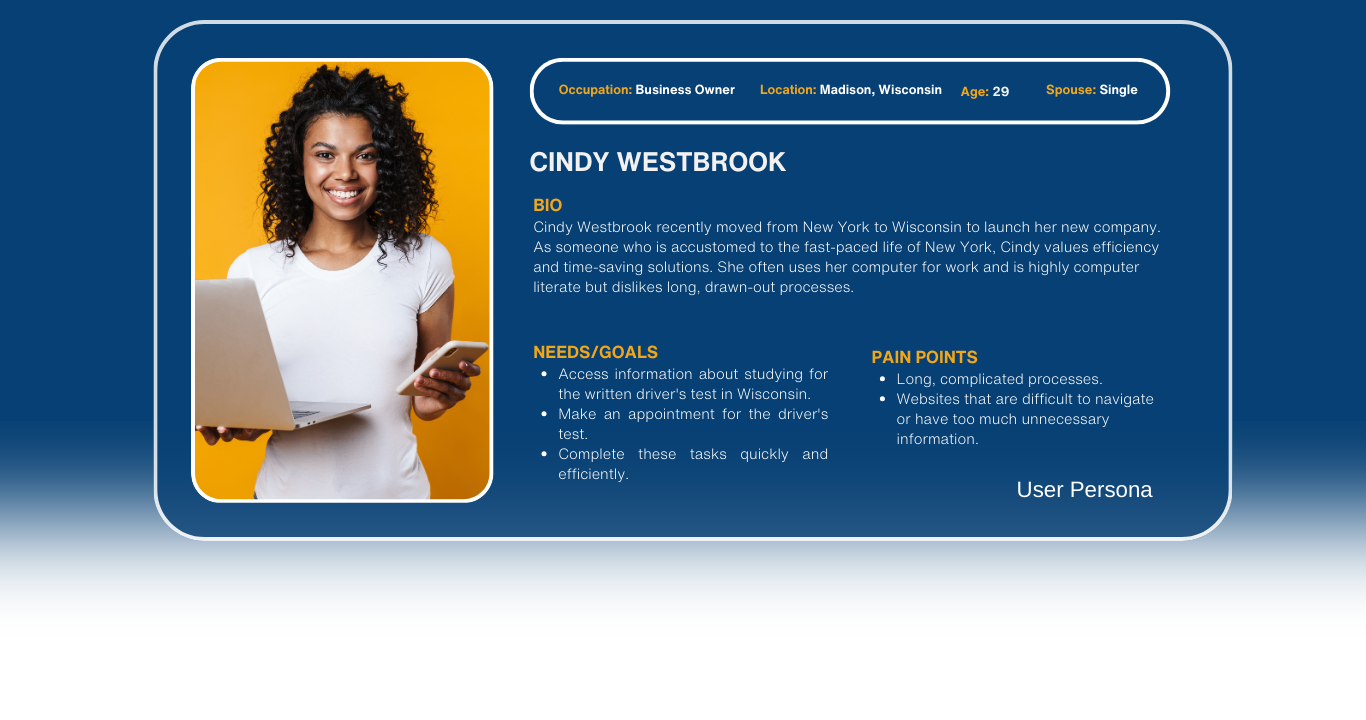 Occupation: Business Owner Location: Madison, Wisconsin Age: 29 Spouse: Single
CINDY WESTBROOK
BIO
Cindy Westbrook recently moved from New York to Wisconsin to launch her new company.
As someone who is accustomed to the fast-paced life of New York, Cindy values efficiency
and time-saving solutions. She often uses her computer for work and is highly computer
literate but dislikes long, drawn-out processes.
NEEDS/GOALS
• Access information about studying for
the written driver's test in Wisconsin.
• Make an appointment for the driver's
test.
• Complete these tasks quickly and
efficiently.
PAIN POINTS
• Long, complicated processes.
• Websites that are difficult to navigate
or have too much unnecessary
information.
User Persona